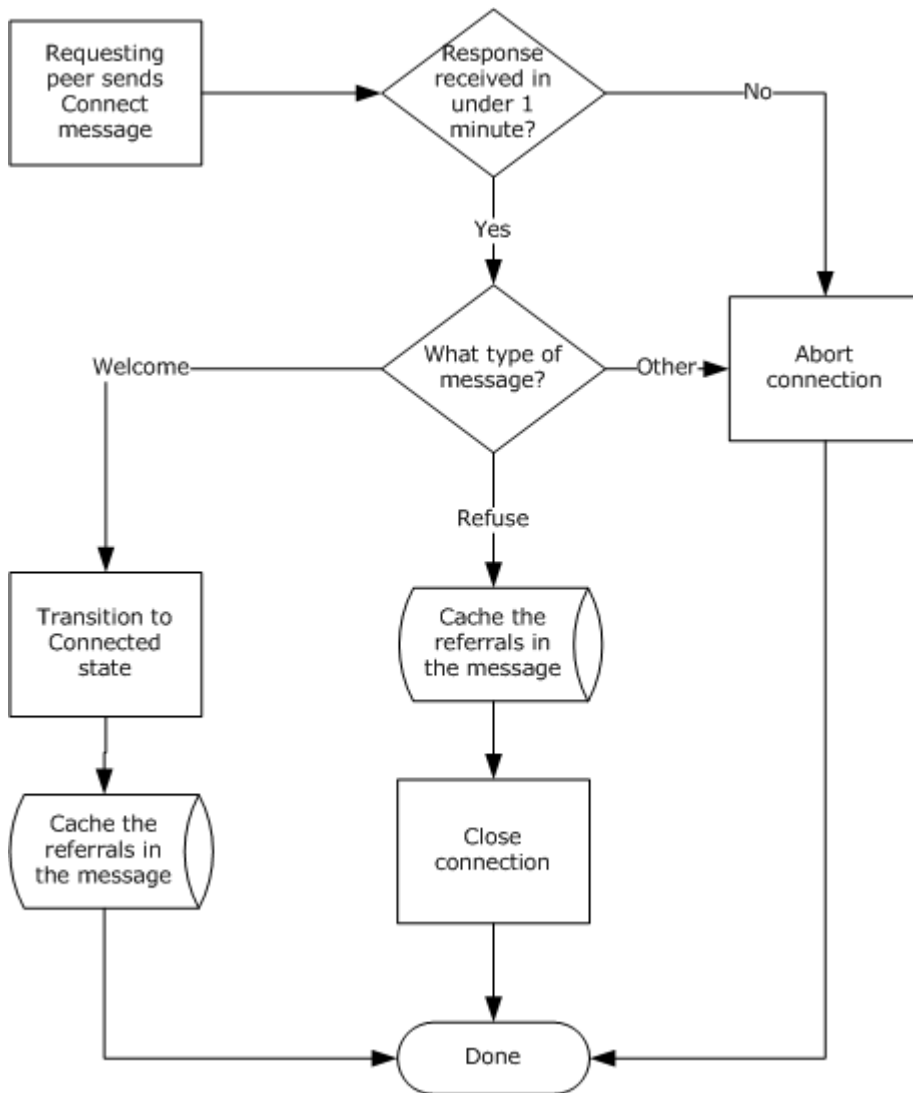 Requesting
peer sends
Connect
message
Response
received in
under 1
minute?
No
Yes
What type of
message?
Welcome
Other
Abort
connection
Refuse
Transition to
Connected
state
Cache the
referrals in
the message
Cache the
referrals in
the message
Close
connection
Done